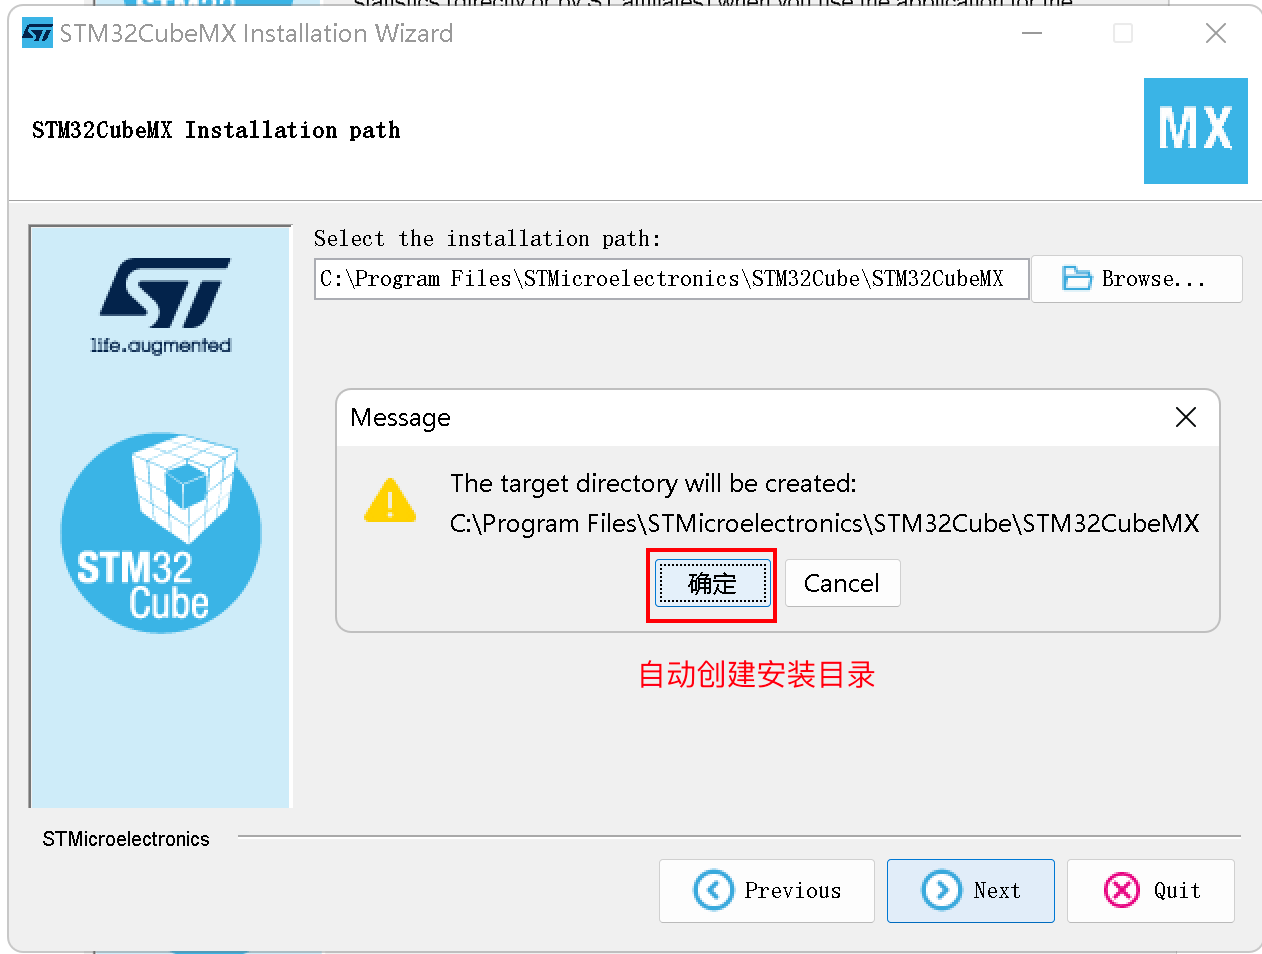 STM32CubeMX Installation Wizard
STM32CubeMX Installation path
MX
Select the installation path:
C:\Program Files\STMicroelectronics\STM32Cube\STM32CubeMX
Browse...
ST
life.augmented
STM32
Cube
Message
The target directory will be created:
C:\Program Files\STMicroelectronics\STM32Cube\STM32CubeMX
确定
Cancel
自动创建安装目录
STMicroelectronics
Previous
Next
Quit